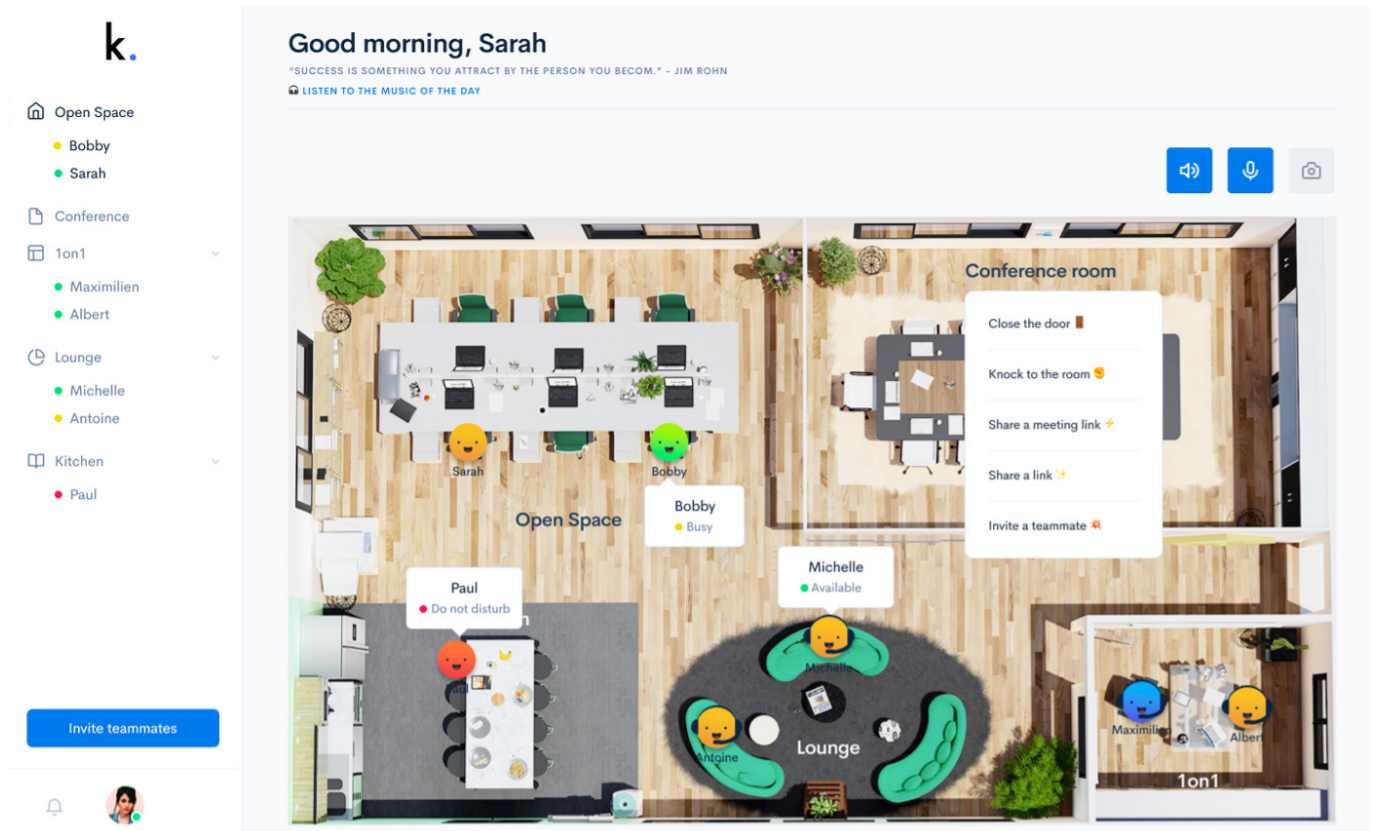 k.
Open Space
Bobby
Sarah
Conference
1on1
Maximilien
Albert
Lounge
Michelle
Antoine
Kitchen
Paul
Invite teammates
Good morning, Sarah
“SUCCESS IS SOMETHING YOU ATTRACT BY THE PERSON YOU BECOM.” - JIM ROHN
LISTEN TO THE MUSIC OF THE DAY
Conference room
Close the door
Knock to the room
Share a meeting link
Share a link
Invite a teammate
Sarah
Bobby
Bobby
Busy
Open Space
Michelle
Available
Paul
Do not disturb
Michelle
Antoine
Lounge
Maximilien
Albert
1on1